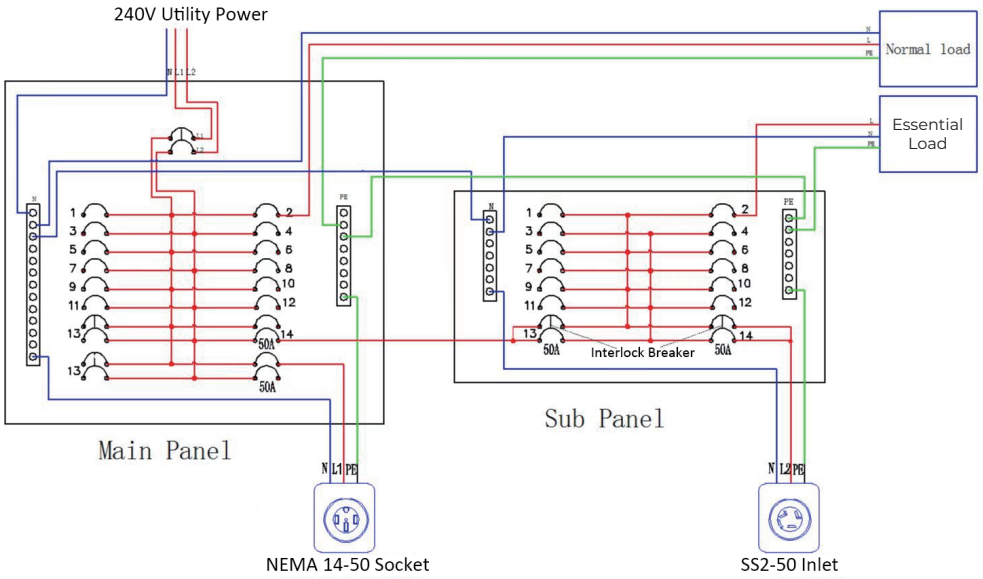 240V Utility Power
N L1 L2
L1
L2
N
L
PE
Normal load
L
N
PE
Essential
Load
N
PE
1 2
3 4
5 6
7 8
9 10
11 12
13 14
50A
13
50A
Main Panel
N
PE
1 2
3 4
5 6
7 8
9 10
11 12
13 14
50A Interlock Breaker 50A
Sub Panel
N L1 PE
NEMA 14-50 Socket
N L2 PE
SS2-50 Inlet